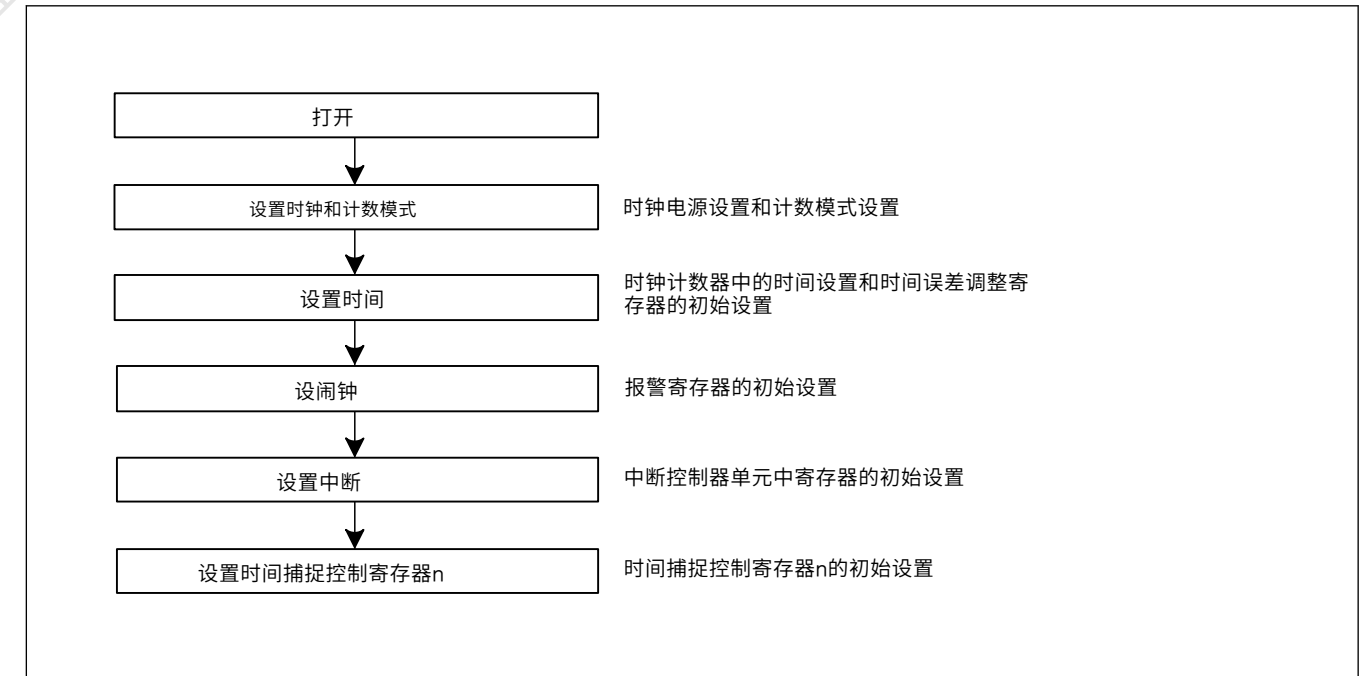 打开
设置时钟和计数模式
时钟电源设置和计数模式设置
设置时间
时钟计数器中的时间设置和时间误差调整寄
存器的初始设置
设闹钟
报警寄存器的初始设置
设置中断
中断控制器单元中寄存器的初始设置
设置时间捕捉控制寄存器n
时间捕捉控制寄存器n的初始设置